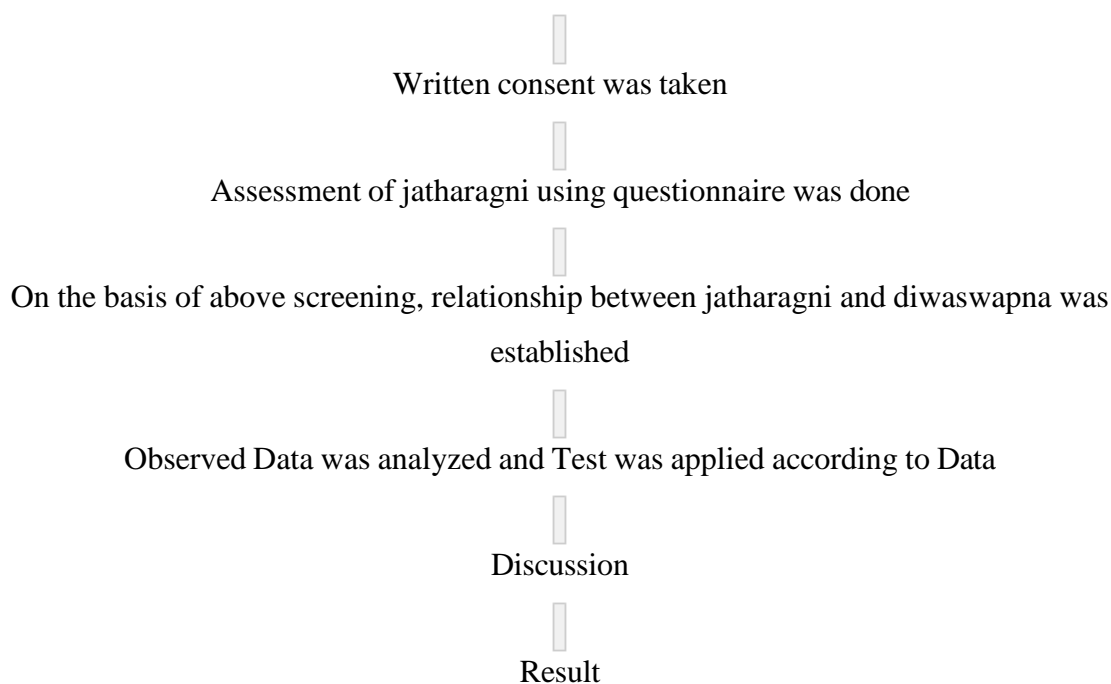 Written consent was taken
Assessment of jatharagni using questionnaire was done
On the basis of above screening, relationship between jatharagni and diwaswapna was
established
Observed Data was analyzed and Test was applied according to Data
Discussion
Result